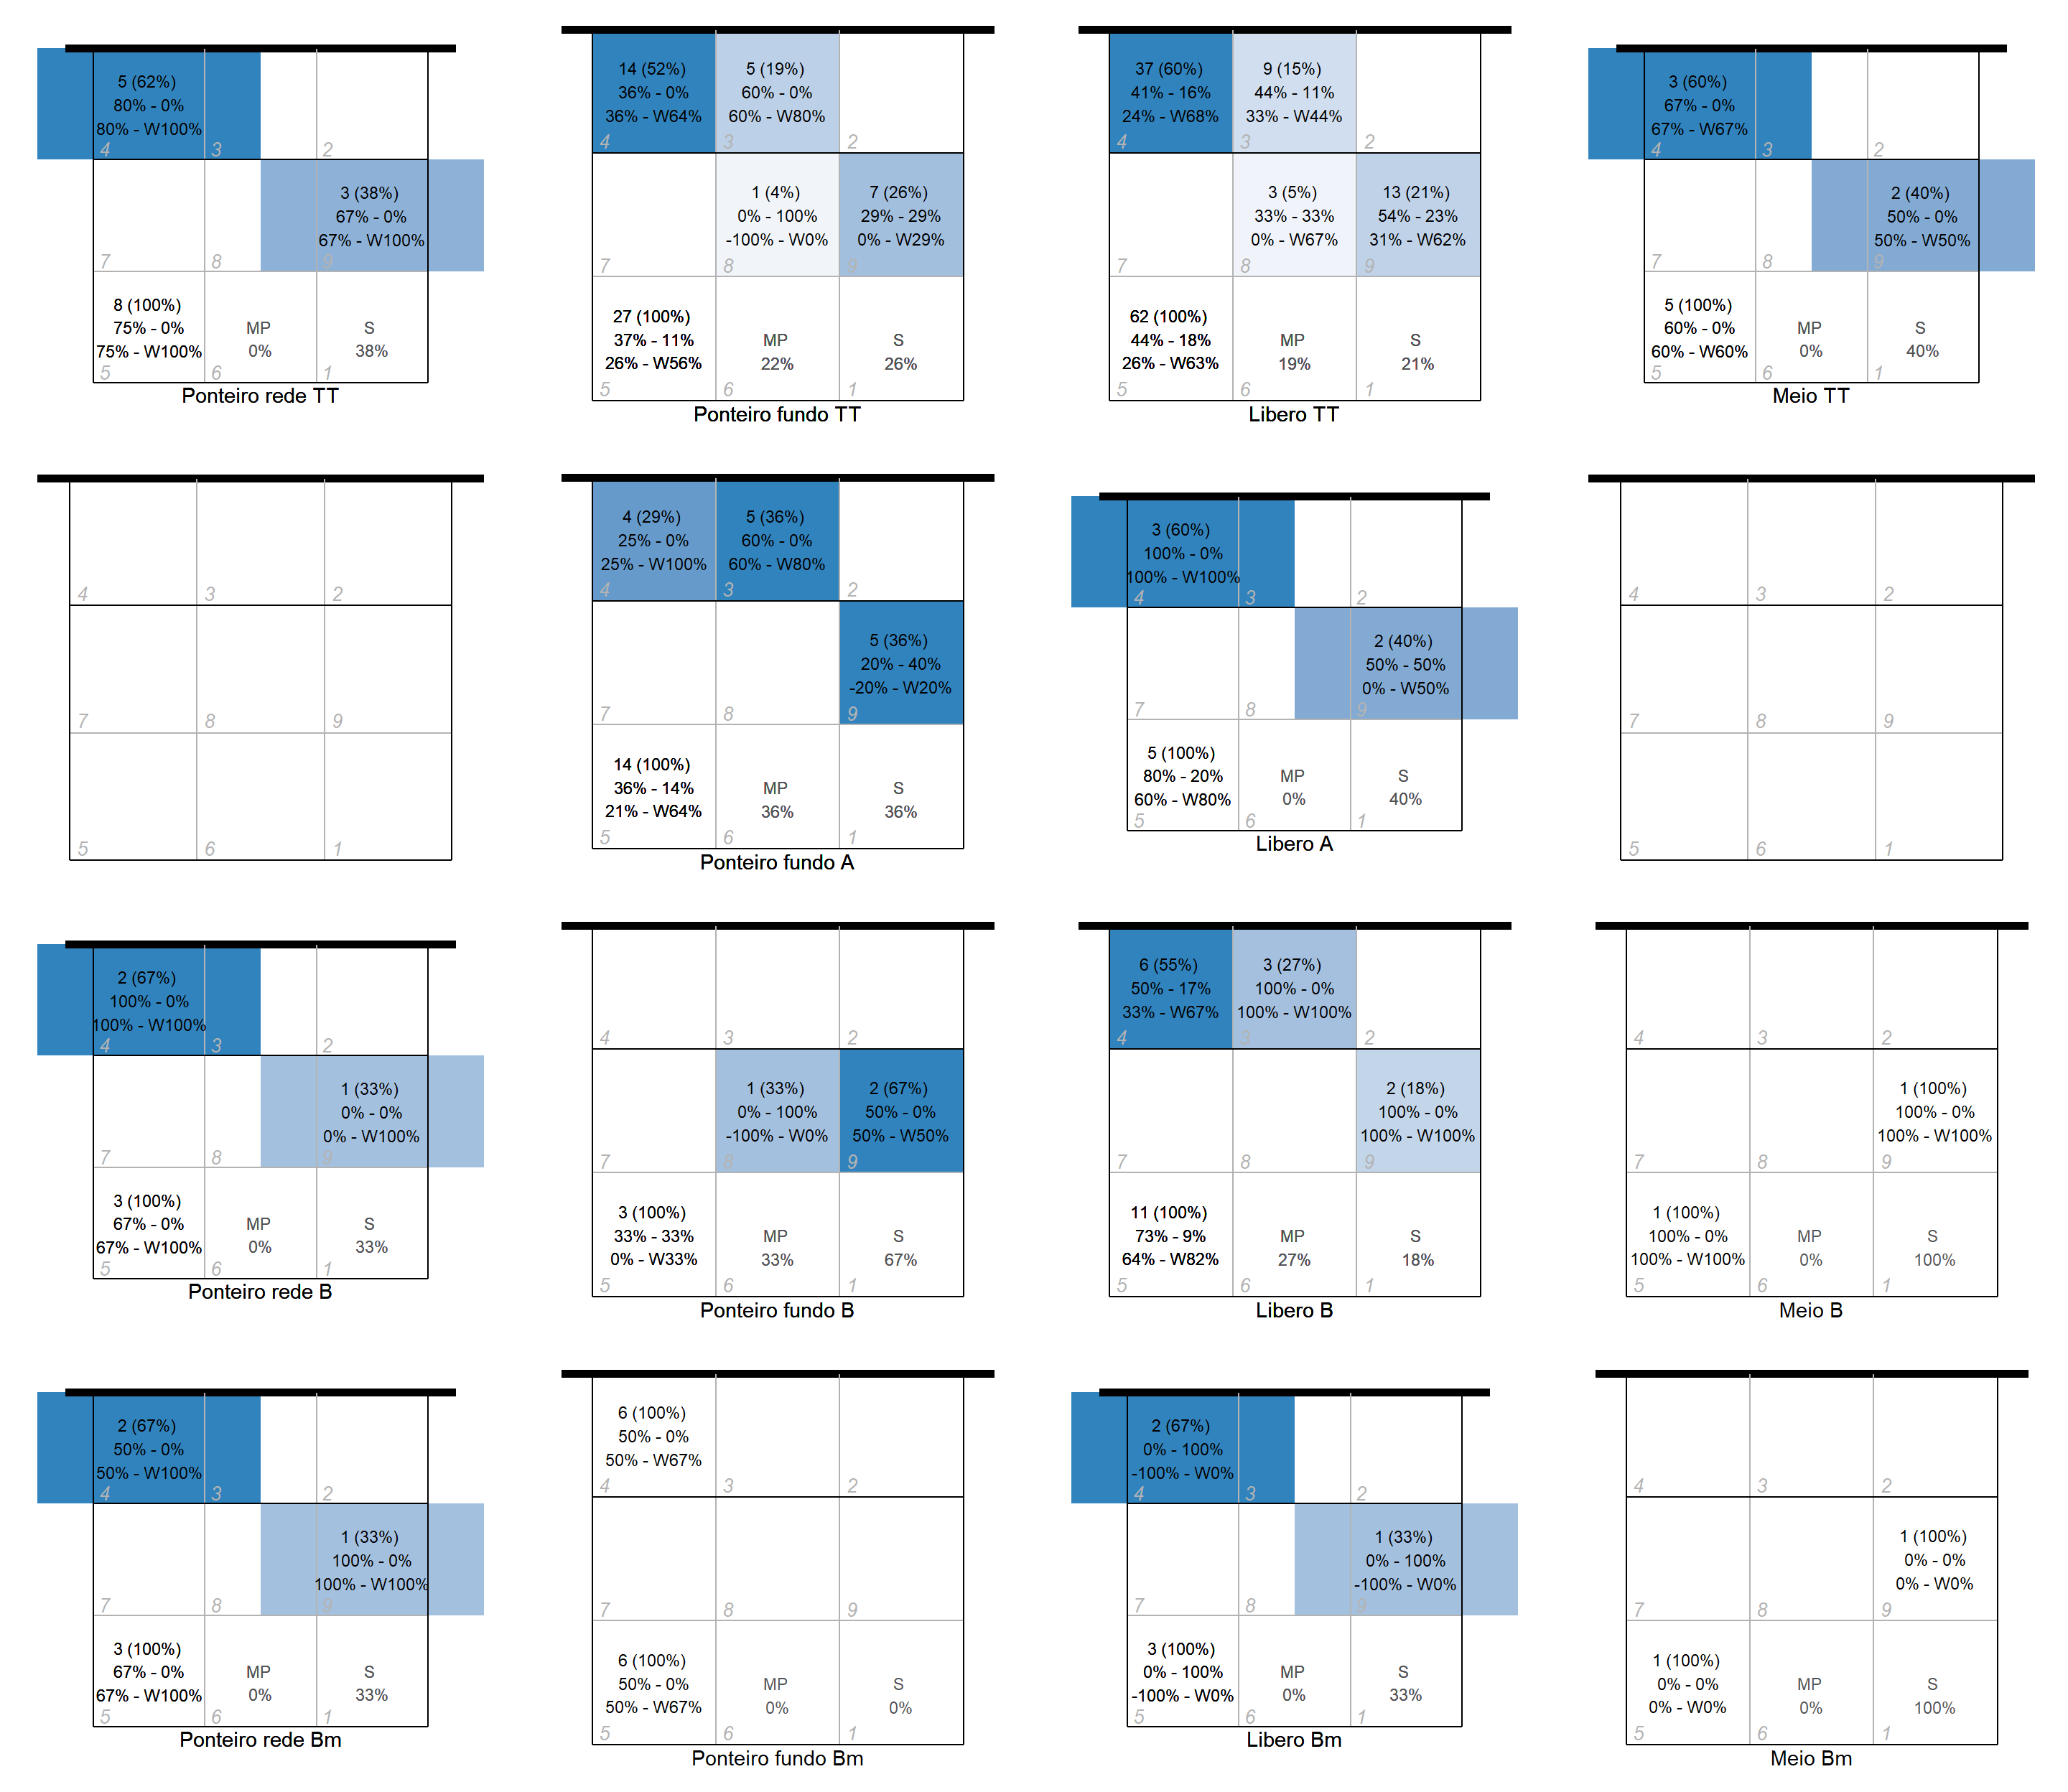 5 (62%)
80% - 0%
80% - W100%
4
3
2
3 (38%)
67% - 0%
67% - W100%
7
8
9
8 (100%)
75% - 0%
75% - W100%
MP
0%
S
38%
5
6
1
Ponteiro rede TT
14 (52%)
36% - 0%
36% - W64%
5 (19%)
60% - 0%
60% - W80%
4
3
2
1 (4%)
0% - 100%
-100% - W0%
7 (26%)
29% - 29%
0% - W29%
7
8
9
27 (100%)
37% - 11%
26% - W56%
MP
22%
S
26%
5
6
1
Ponteiro fundo TT
37 (60%)
41% - 16%
24% - W68%
9 (15%)
44% - 11%
33% - W44%
4
3
2
3 (5%)
33% - 33%
0% - W67%
13 (21%)
54% - 23%
31% - W62%
7
8
9
62 (100%)
44% - 18%
26% - W63%
MP
19%
S
21%
5
6
1
Libero TT
3 (60%)
67% - 0%
67% - W67%
4
3
2
2 (40%)
50% - 0%
50% - W50%
7
8
9
5 (100%)
60% - 0%
60% - W60%
MP
0%
S
40%
5
6
1
Meio TT
4
3
2
7
8
9
5
6
1
4 (29%)
25% - 0%
25% - W100%
5 (36%)
60% - 0%
60% - W80%
4
3
2
5 (36%)
20% - 40%
-20% - W20%
7
8
9
14 (100%)
36% - 14%
21% - W64%
MP
36%
S
36%
5
6
1
Ponteiro fundo A
3 (60%)
100% - 0%
100% - W100%
4
3
2
2 (40%)
50% - 50%
0% - W50%
7
8
9
5 (100%)
80% - 20%
60% - W80%
MP
0%
S
40%
5
6
1
Libero A
4
3
2
7
8
9
5
6
1
2 (67%)
100% - 0%
100% - W100%
4
3
2
1 (33%)
0% - 0%
0% - W100%
7
8
9
3 (100%)
67% - 0%
67% - W100%
MP
0%
S
33%
5
6
1
Ponteiro rede B
4
3
2
1 (33%)
0% - 100%
-100% - W0%
2 (67%)
50% - 0%
50% - W50%
7
8
9
3 (100%)
33% - 33%
0% - W33%
MP
33%
S
67%
5
6
1
Ponteiro fundo B
6 (55%)
50% - 17%
33% - W67%
3 (27%)
100% - 0%
100% - W100%
4
3
2
2 (18%)
100% - 0%
100% - W100%
7
8
9
11 (100%)
73% - 9%
64% - W82%
MP
27%
S
18%
5
6
1
Libero B
4
3
2
1 (100%)
100% - 0%
100% - W100%
7
8
9
1 (100%)
100% - 0%
100% - W100%
MP
0%
S
100%
5
6
1
Meio B
2 (67%)
50% - 0%
50% - W100%
4
3
2
1 (33%)
100% - 0%
100% - W100%
7
8
9
3 (100%)
67% - 0%
67% - W100%
MP
0%
S
33%
5
6
1
Ponteiro rede Bm
6 (100%)
50% - 0%
50% - W67%
4
3
2
7
8
9
6 (100%)
50% - 0%
50% - W67%
MP
0%
S
0%
5
6
1
Ponteiro fundo Bm
2 (67%)
0% - 100%
-100% - W0%
4
3
2
1 (33%)
0% - 100%
-100% - W0%
7
8
9
3 (100%)
0% - 100%
-100% - W0%
MP
0%
S
33%
5
6
1
Libero Bm
4
3
2
1 (100%)
0% - 0%
0% - W0%
7
8
9
1 (100%)
0% - 0%
0% - W0%
MP
0%
S
100%
5
6
1
Meio Bm